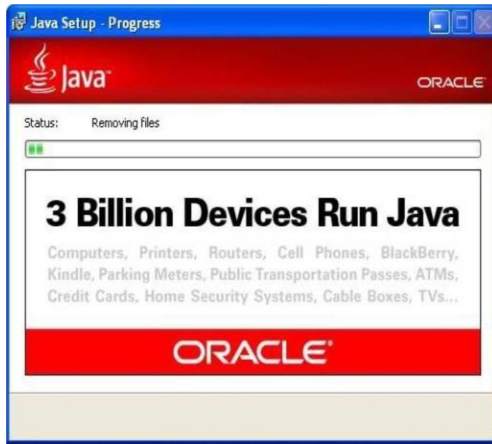 Java Setup - Progress
Java™
ORACLE®
Status: Removing files
3 Billion Devices Run Java
Computers, Printers, Routers, Cell Phones, BlackBerry,
Kindle, Parking Meters, Public Transportation Passes, ATMs,
Credit Cards, Home Security Systems, Cable Boxes, TVs...
ORACLE®